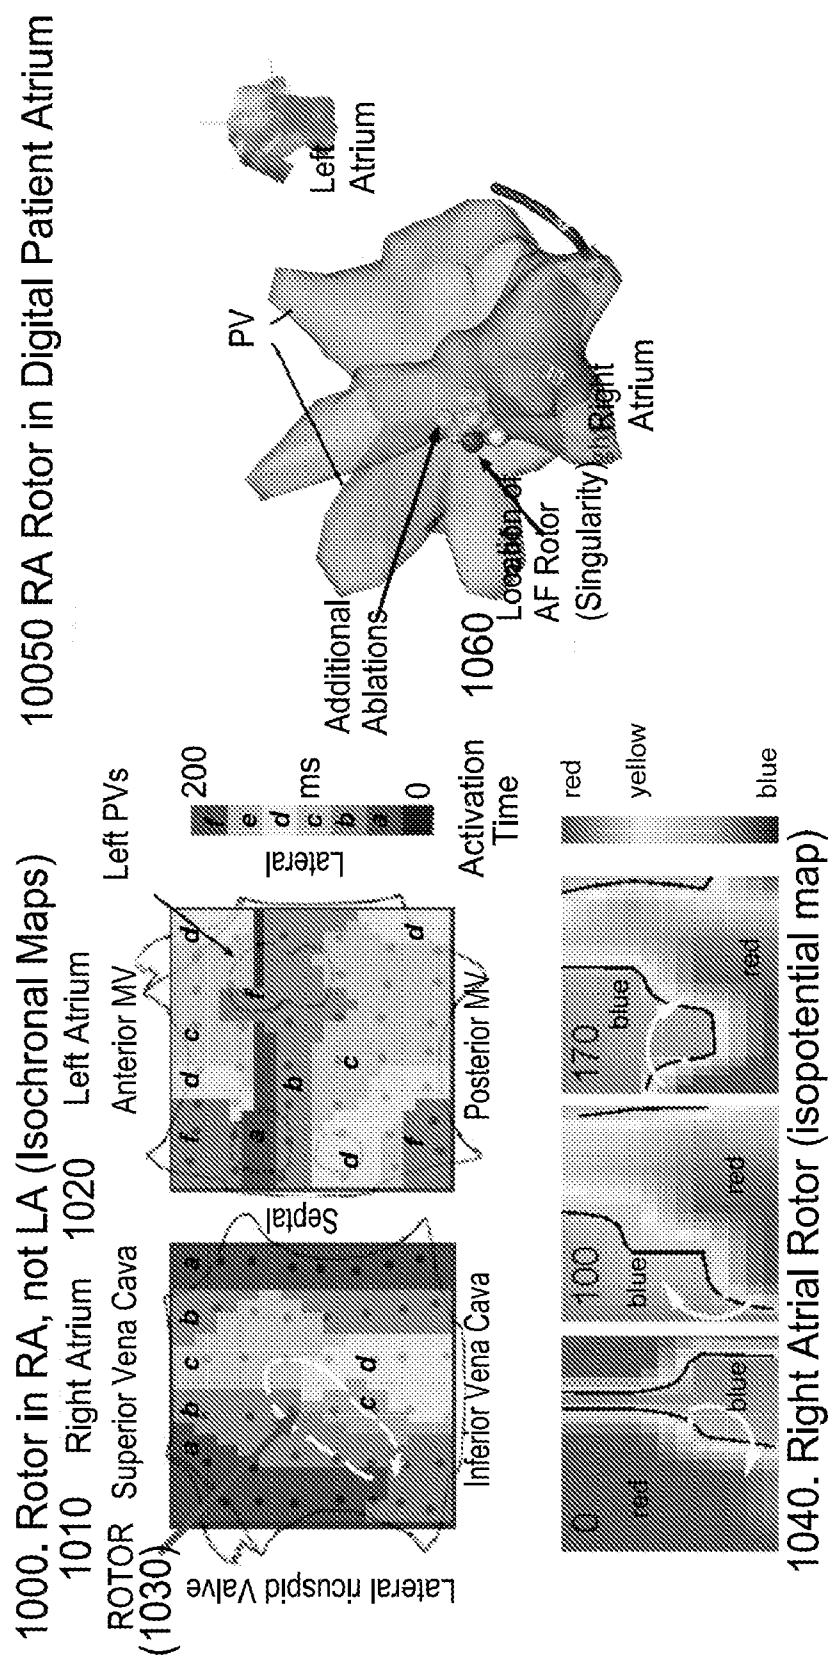 1000. Rotor in RA, not LA (Isochronal Maps)
1010 Right Atrium 1020 Left Atrium
ROTOR
(1030)
Superior Vena Cava
Anterior MV
Left PVs
a
b
c
b
a
d
c
Lateral ricuspid Valve
Inferior Vena Cava
Septal
f
d
c
d
a
b
f
c
d
f
d
Posterior MV
Lateral
200
ms
0
f
e
d
c
b
a
Activation
Time
0
red
blue
100
blue
red
170
blue
red
red
yellow
blue
1040. Right Atrial Rotor (isopotential map)
10050 RA Rotor in Digital Patient Atrium
PV
Left
Atrium
Additional
Ablations
1060
Location of
AF Rotor
(Singularity)
Right
Atrium